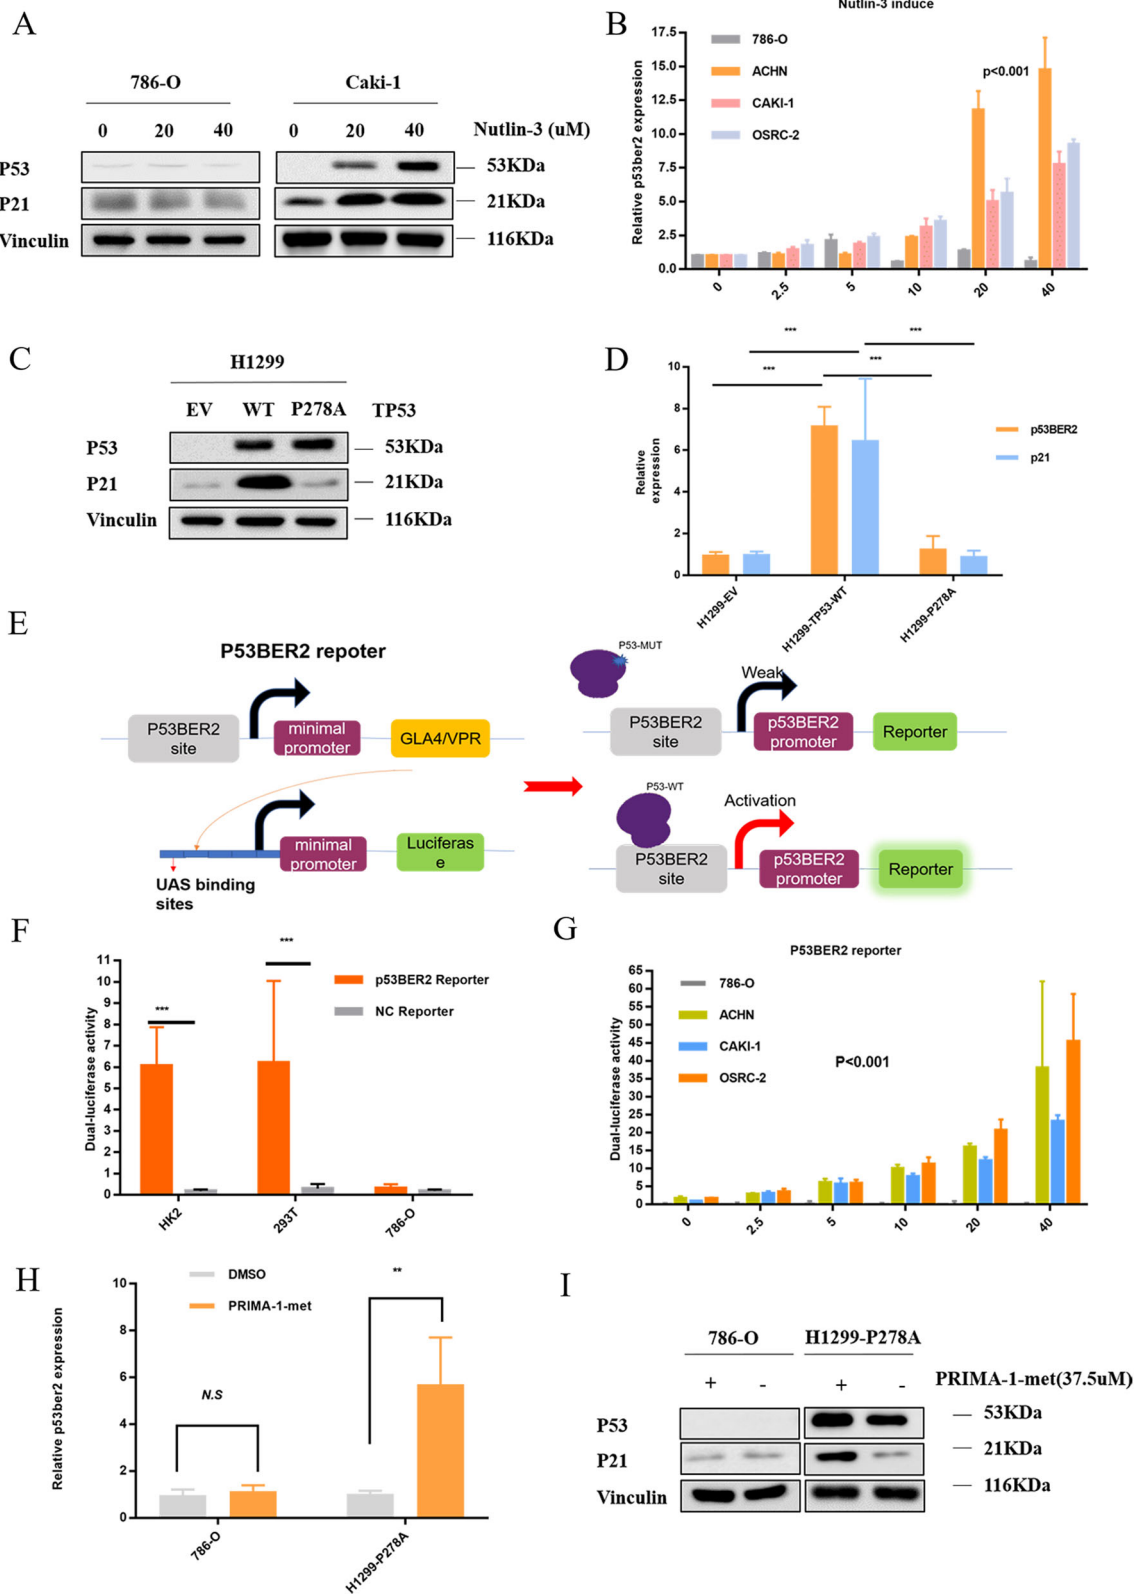 A
786-O
Caki-1
0 20 40 0 20 40 Nutlin-3 (uM)
P53 53KDa
P21 21KDa
Vinculin 116KDa
B
Nutlin-3 induce
Relative p53ber2 expression
17.5
15.0
12.5
10.0
7.5
5.0
2.5
0.0
786-O
ACHN
CAKI-1
OSRC-2
p<0.001
0 2.5 5 10 20 40
C
H1299
EV WT P278A TP53
P53 53KDa
P21 21KDa
Vinculin 116KDa
D
Relative
expression
10
8
6
4
2
0
***
***
***
***
p53BER2
p21
H1299-EV
H1299-TP53-WT
H1299-P278A
E
P53BER2 repoter
P53BER2
site
minimal
promoter
GLA4/VPR
minimal
promoter
Luciferas
e
UAS binding
sites
P53-MUT
Weak
P53BER2
site
p53BER2
promoter
Reporter
P53-WT
Activation
P53BER2
site
p53BER2
promoter
Reporter
F
Dual-luciferase activity
11
10
9
8
7
6
5
4
3
2
1
0
***
***
p53BER2 Reporter
NC Reporter
HK2
293T
786-O
G
P53BER2 reporter
Dual-luciferase activity
65
60
55
50
45
40
35
30
25
20
15
10
5
0
786-O
ACHN
CAKI-1
OSRC-2
P<0.001
0 2.5 5 10 20 40
H
Relative p53ber2 expression
10
8
6
4
2
0
DMSO
PRIMA-1-met
N.S
**
786-O
H1299-P278A
I
786-O H1299-P278A
+ - + - PRIMA-1-met(37.5uM)
P53 53KDa
P21 21KDa
Vinculin 116KDa